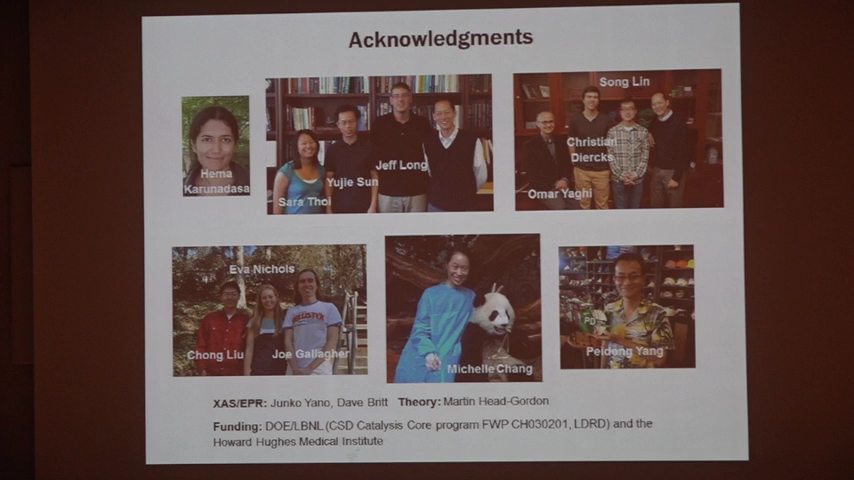 Acknowledgments
Hema
Karunadasa
Sara Thoi
Yujie Sun
Jeff Long
Song Lin
Christian
Diercks
Omar Yaghi
Eva Nichols
Chong Liu
Joe Gallagher
HOLLISTER
Michelle Chang
PD
Peidong Yang
XAS/EPR: Junko Yano, Dave Britt Theory: Martin Head-Gordon
Funding: DOE/LBNL (CSD Catalysis Core program FWP CH030201, LDRD) and the
Howard Hughes Medical Institute